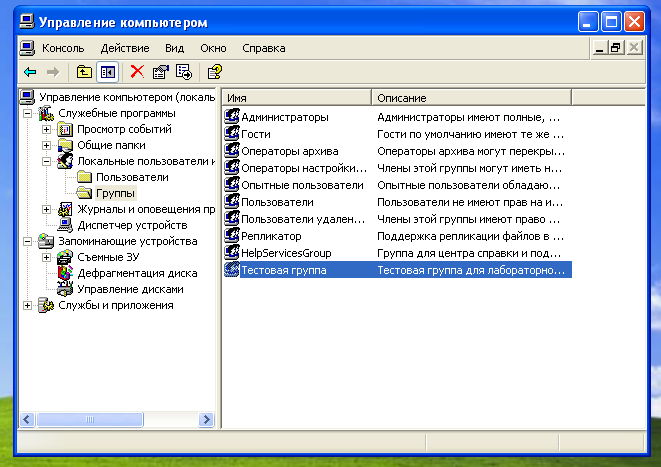 Управление компьютером
Консоль Действие Вид Окно Справка
Управление компьютером (локаль
Служебные программы
Просмотр событий
Общие папки
Локальные пользователи и
Пользователи
Группы
Журналы и оповещения пр
Диспетчер устройств
Запоминающие устройства
Съемные ЗУ
Дефрагментация диска
Управление дисками
Службы и приложения
Имя Описание
Администраторы Администраторы имеют полные, ...
Гости Гости по умолчанию имеют те же ...
Операторы архива Операторы архива могут перекры...
Операторы настройки... Члены этой группы могут иметь н...
Опытные пользователи Опытные пользователи обладаю...
Пользователи Пользователи не имеют прав на и...
Пользователи удален... Члены этой группы имеют право ...
Репликатор Поддержка репликации файлов в ...
HelpServicesGroup Группа для центра справки и под...
Тестовая группа Тестовая группа для лабораторно...